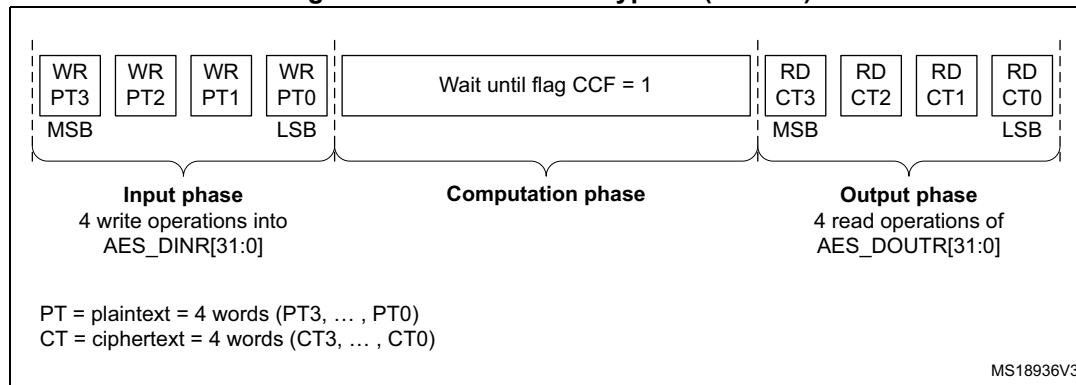 WR PT3 WR PT2 WR PT1 WR PT0 Wait until flag CCF = 1 RD CT3 RD CT2 RD CT1 RD CT0
MSB LSB MSB LSB
Input phase Computation phase Output phase
4 write operations into 4 read operations of
AES_DINR[31:0] AES_DOUTR[31:0]
PT = plaintext = 4 words (PT3, … , PT0)
CT = ciphertext = 4 words (CT3, … , CT0)
MS18936V3